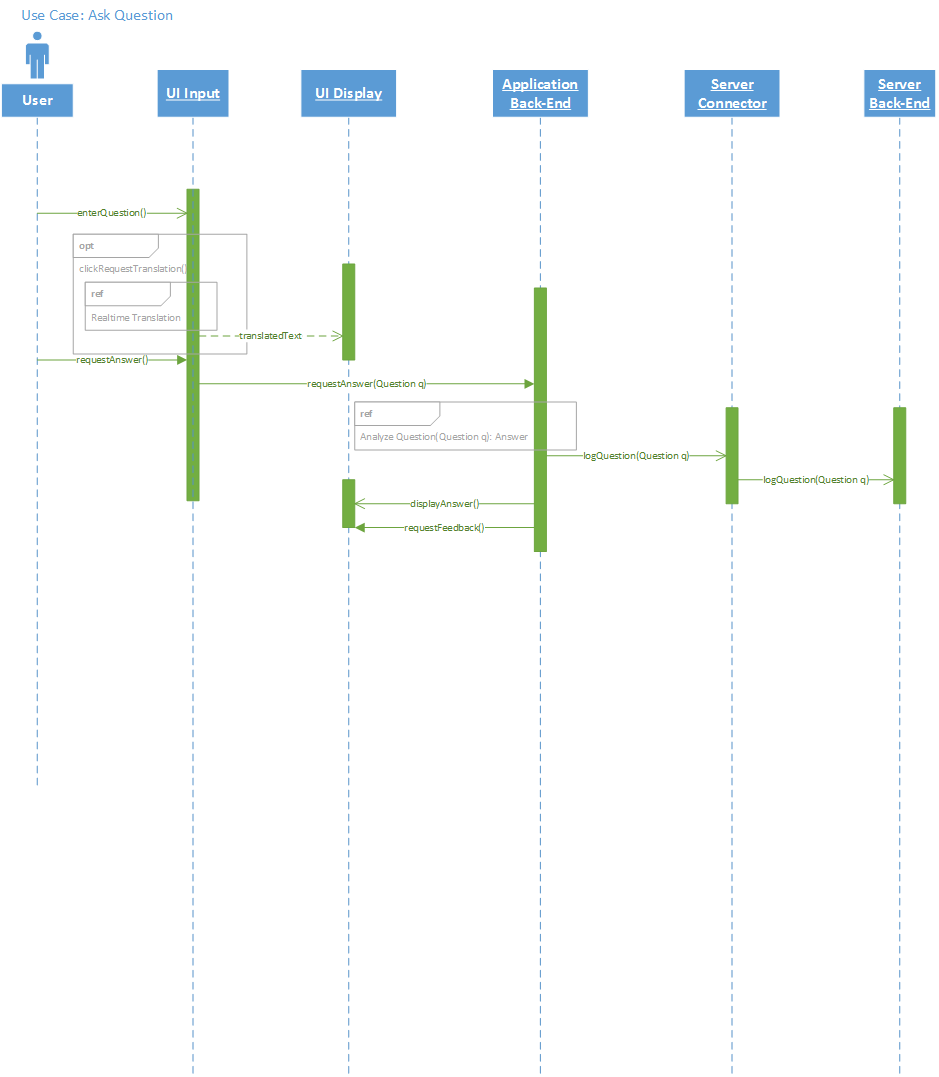 Use Case: Ask Question
User
UI Input
UI Display
Application
Back-End
Server
Connector
Server
Back-End
enterQuestion()
opt
clickRequestTranslation()
ref
Realtime Translation
translatedText
requestAnswer()
requestAnswer(Question q)
ref
Analyze Question(Question q): Answer
logQuestion(Question q)
logQuestion(Question q)
displayAnswer()
requestFeedback()